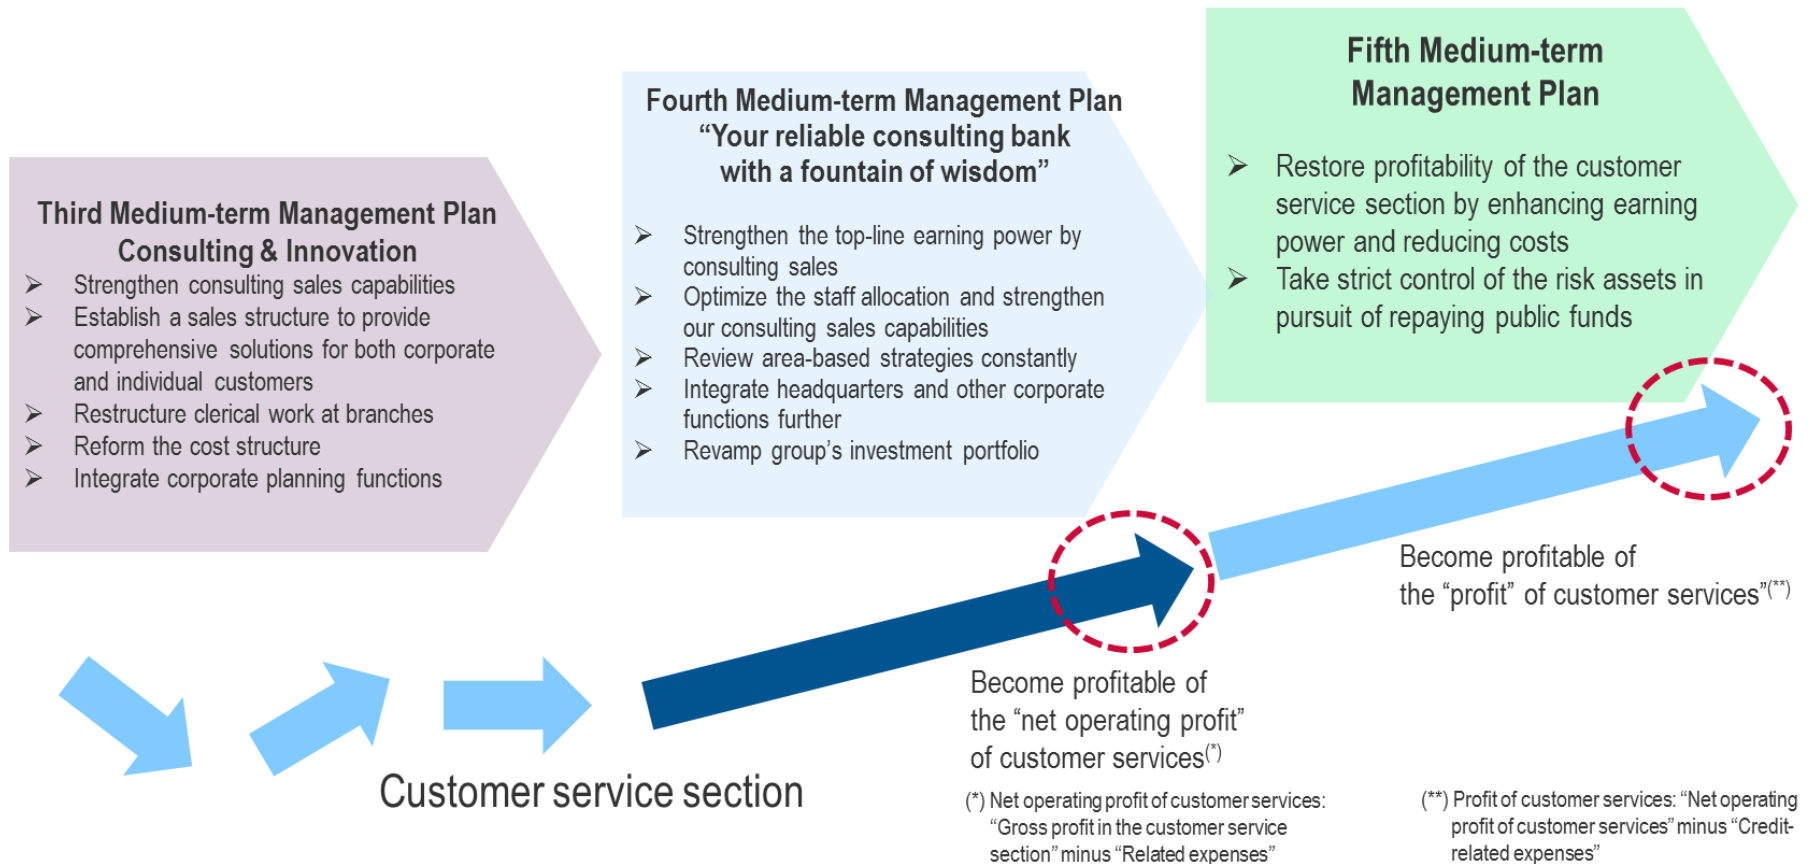 Third Medium-term Management Plan
Consulting & Innovation
➢ Strengthen consulting sales capabilities
➢ Establish a sales structure to provide
comprehensive solutions for both corporate
and individual customers
➢ Restructure clerical work at branches
➢ Reform the cost structure
➢ Integrate corporate planning functions
Fourth Medium-term Management Plan
“Your reliable consulting bank
with a fountain of wisdom”
➢ Strengthen the top-line earning power by
consulting sales
➢ Optimize the staff allocation and strengthen
our consulting sales capabilities
➢ Review area-based strategies constantly
➢ Integrate headquarters and other corporate
functions further
➢ Revamp group’s investment portfolio
Fifth Medium-term
Management Plan
➢ Restore profitability of the customer
service section by enhancing earning
power and reducing costs
➢ Take strict control of the risk assets in
pursuit of repaying public funds
Become profitable of
the “profit” of customer services”(**)
Become profitable of
the “net operating profit”
of customer services(*)
Customer service section
(*) Net operating profit of customer services:
“Gross profit in the customer service
section” minus “Related expenses”
(**) Profit of customer services: “Net operating
profit of customer services” minus “Credit-
related expenses”